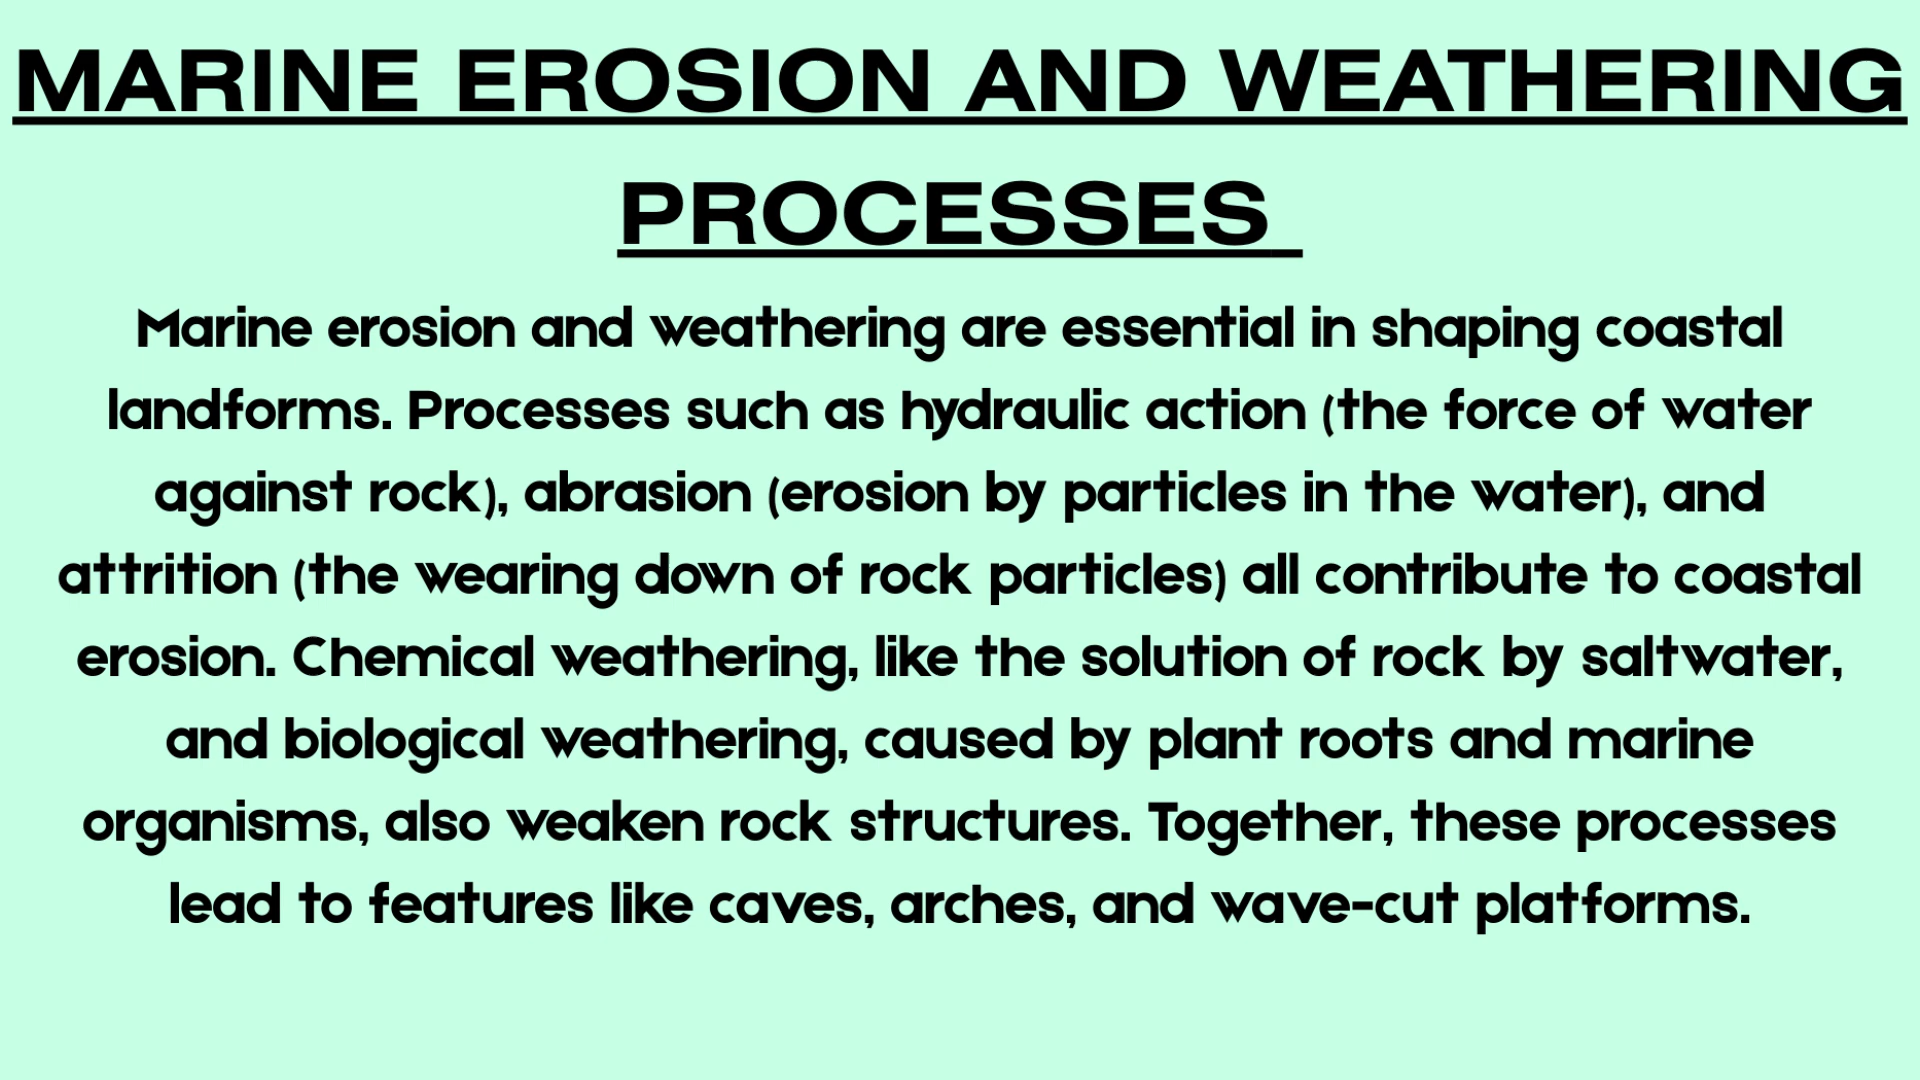 MARINE EROSION AND WEATHERING
PROCESSES
Marine erosion and weathering are essential in shaping coastal
landforms. Processes such as hydraulic action (the force of water
against rock), abrasion (erosion by particles in the water), and
attrition (the wearing down of rock particles) all contribute to coastal
erosion. Chemical weathering, like the solution of rock by saltwater,
and biological weathering, caused by plant roots and marine
organisms, also weaken rock structures. Together, these processes
lead to features like caves, arches, and wave-cut platforms.